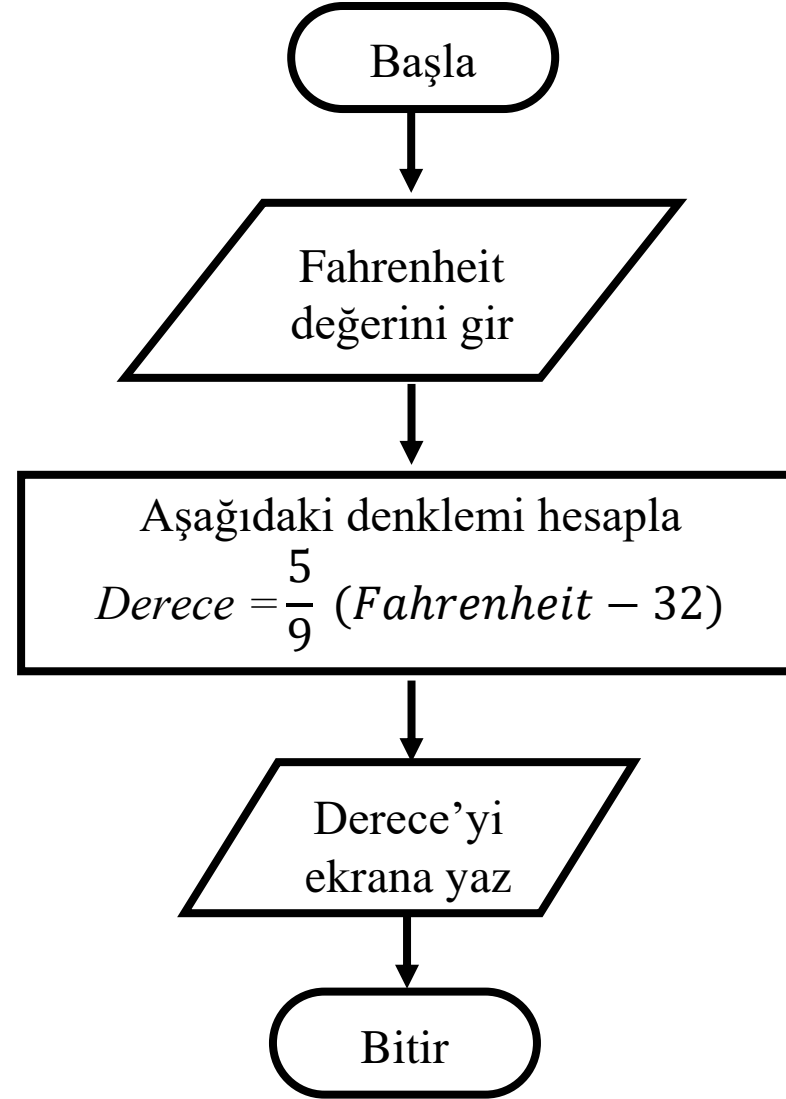 Başla
Fahrenheit
değerini gir
Aşağıdaki denklemi hesapla
Derece = 5/9 (Fahrenheit − 32)
Derece’yi
ekrana yaz
Bitir